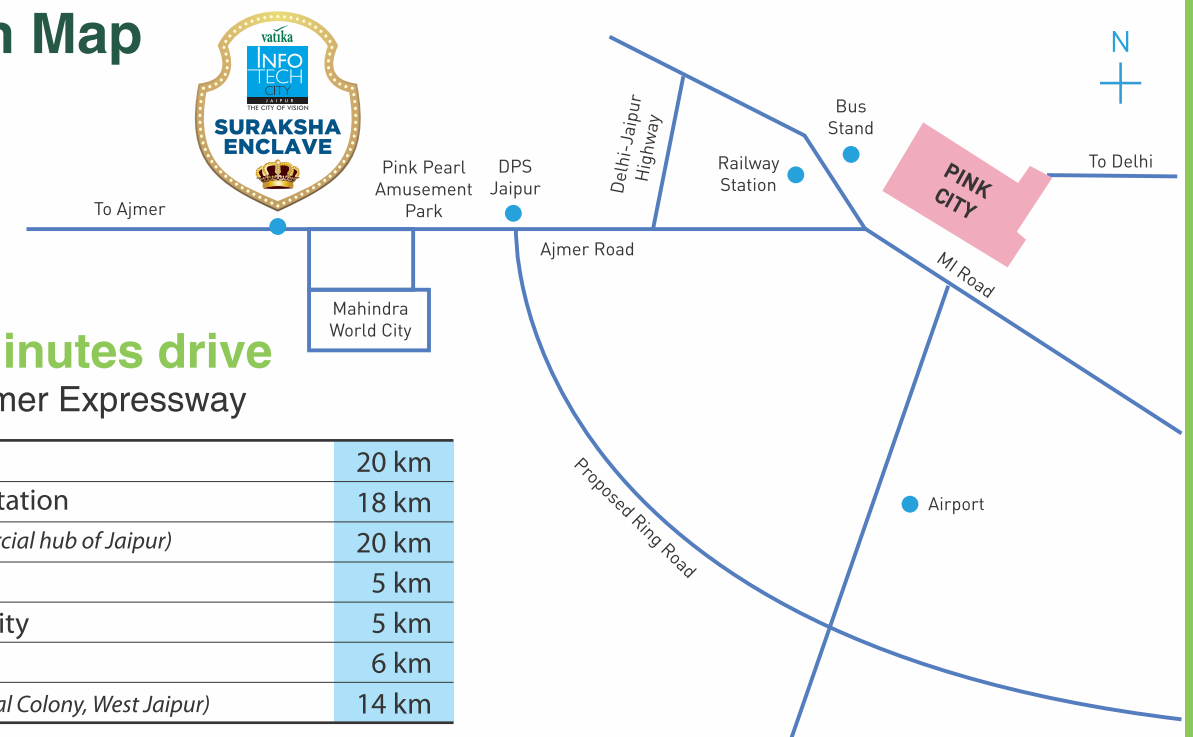 n Map
vatika
INFO
TECH
CITY
JAIPUR
THE CITY OF VISION
SURAKSHA
ENCLAVE
To Ajmer
Pink Pearl
Amusement
Park
DPS
Jaipur
Delhi-Jaipur
Highway
Railway
Station
Bus
Stand
N
PINK
CITY
To Delhi
Ajmer Road
MI Road
Mahindra
World City
Proposed Ring Road
Airport
inutes drive
mer Expressway
20 km
tation 18 km
rcial hub of Jaipur) 20 km
5 km
ity 5 km
6 km
al Colony, West Jaipur) 14 km